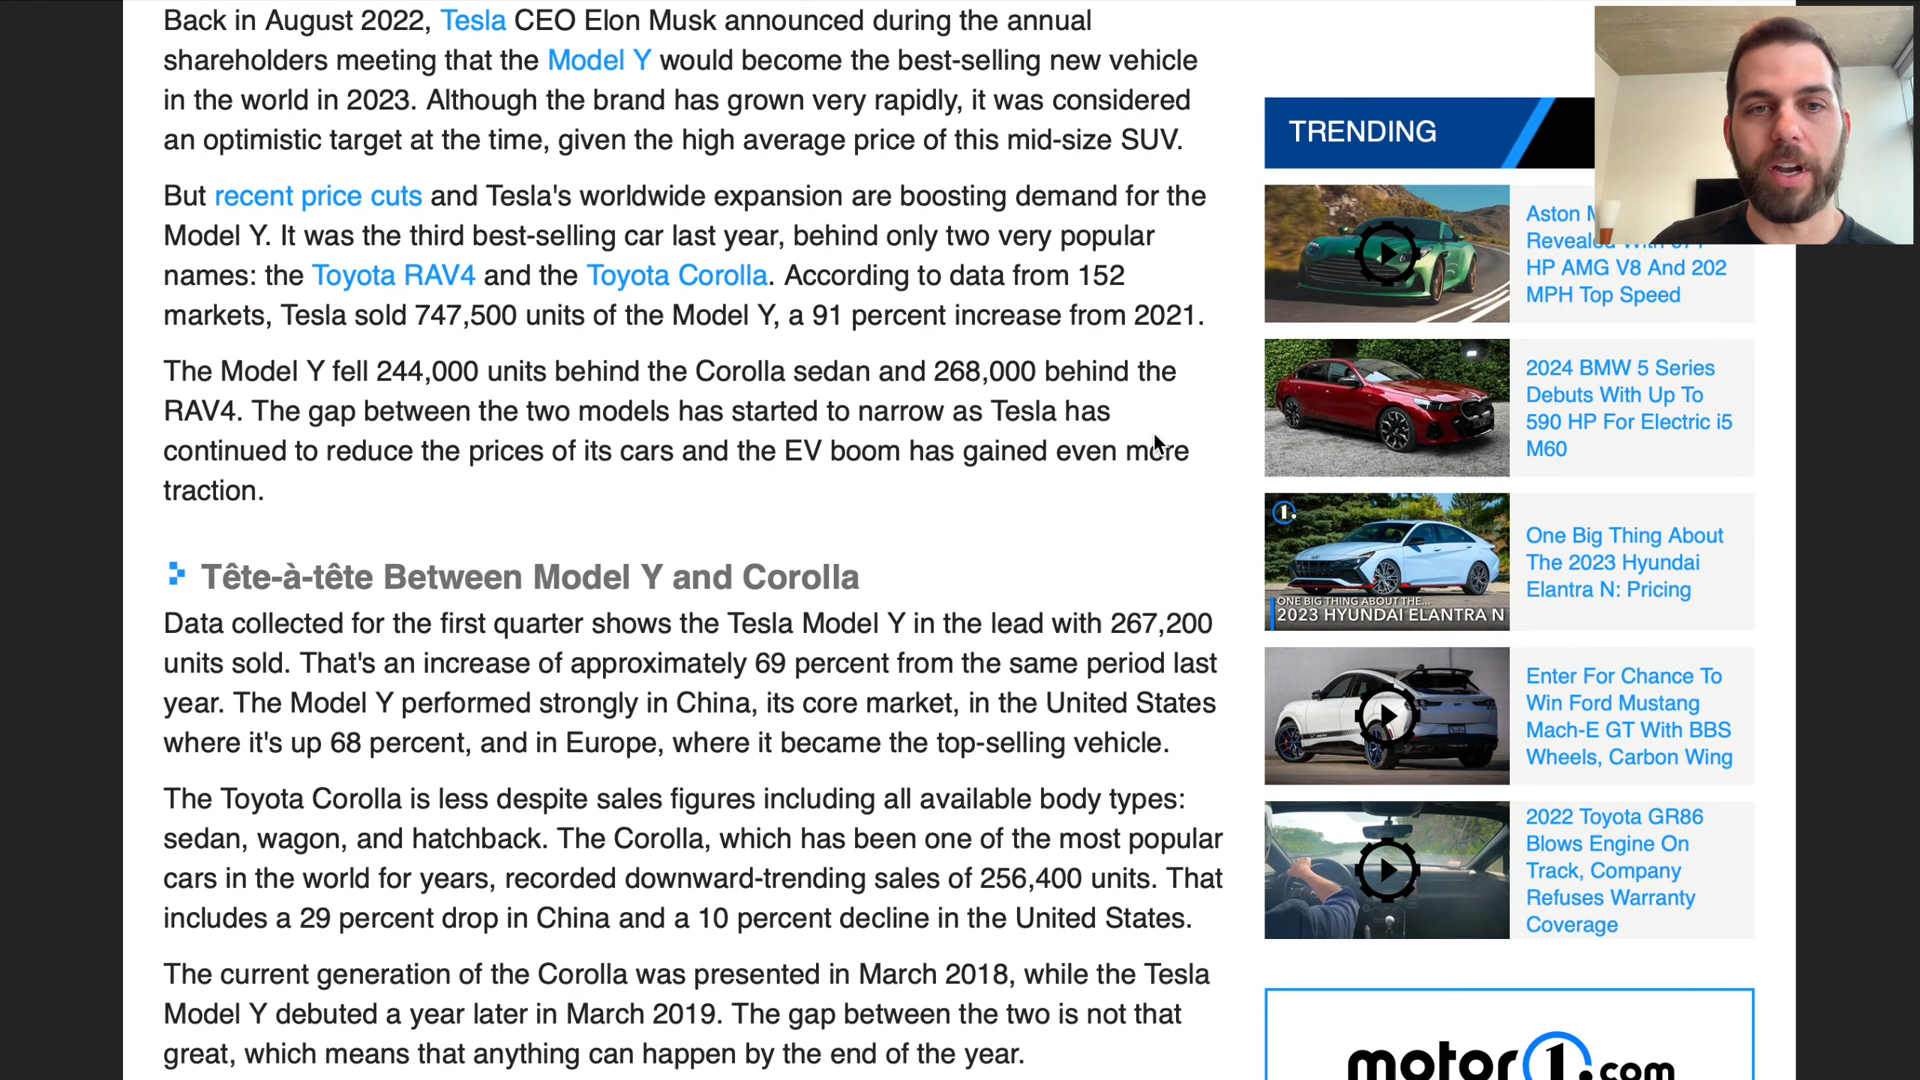 Back in August 2022, Tesla CEO Elon Musk announced during the annual
shareholders meeting that the Model Y would become the best-selling new vehicle
in the world in 2023. Although the brand has grown very rapidly, it was considered
an optimistic target at the time, given the high average price of this mid-size SUV.
But recent price cuts and Tesla's worldwide expansion are boosting demand for the
Model Y. It was the third best-selling car last year, behind only two very popular
names: the Toyota RAV4 and the Toyota Corolla. According to data from 152
markets, Tesla sold 747,500 units of the Model Y, a 91 percent increase from 2021.
The Model Y fell 244,000 units behind the Corolla sedan and 268,000 behind the
RAV4. The gap between the two models has started to narrow as Tesla has
continued to reduce the prices of its cars and the EV boom has gained even more
traction.
Tête-à-tête Between Model Y and Corolla
Data collected for the first quarter shows the Tesla Model Y in the lead with 267,200
units sold. That's an increase of approximately 69 percent from the same period last
year. The Model Y performed strongly in China, its core market, in the United States
where it's up 68 percent, and in Europe, where it became the top-selling vehicle.
The Toyota Corolla is less despite sales figures including all available body types:
sedan, wagon, and hatchback. The Corolla, which has been one of the most popular
cars in the world for years, recorded downward-trending sales of 256,400 units. That
includes a 29 percent drop in China and a 10 percent decline in the United States.
The current generation of the Corolla was presented in March 2018, while the Tesla
Model Y debuted a year later in March 2019. The gap between the two is not that
great, which means that anything can happen by the end of the year.
TRENDING
Aston
Revealed
HP AMG V8 And 202
MPH Top Speed
2024 BMW 5 Series
Debuts With Up To
590 HP For Electric i5
M60
1.
ONE BIG THING ABOUT THE...
2023 HYUNDAI ELANTRA N
One Big Thing About
The 2023 Hyundai
Elantra N: Pricing
Enter For Chance To
Win Ford Mustang
Mach-E GT With BBS
Wheels, Carbon Wing
2022 Toyota GR86
Blows Engine On
Track, Company
Refuses Warranty
Coverage
motor1.com